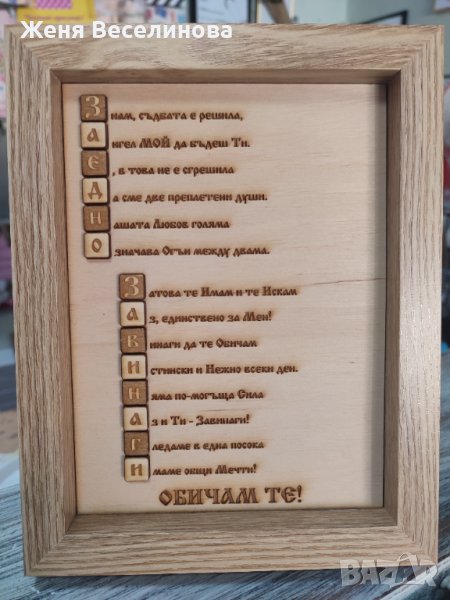 Женя Веселинова
Знам, съдбата е решила,
Ангел МОЙ да бъдеш Ти.
Е, в това не е сгрешила
Да сме две преплетени души.
Нашата Любов голяма
Означава Огън между двама.
Затова те Имам и те Искам
Аз, единствено за Мен!
Винаги да те Обичам
Истински и Нежно всеки ден.
Няма по-могъща Сила
Аз и Ти - Завинаги!
Гледаме в една посока
Имаме общи Мечти!
ОБИЧАМ ТЕ!
BAZAR